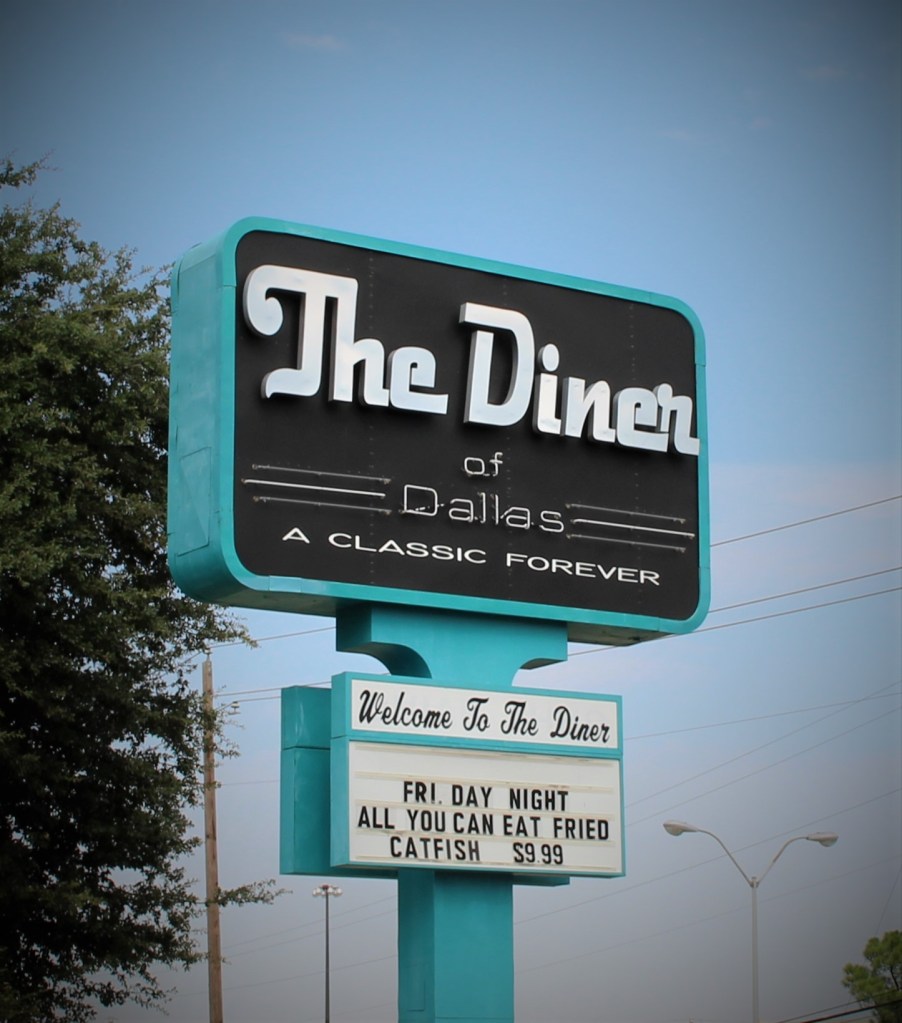 The Diner
of
Dallas
A CLASSIC FOREVER
Welcome To The Diner
FRI. DAY NIGHT
ALL YOU CAN EAT FRIED
CATFISH $9.99